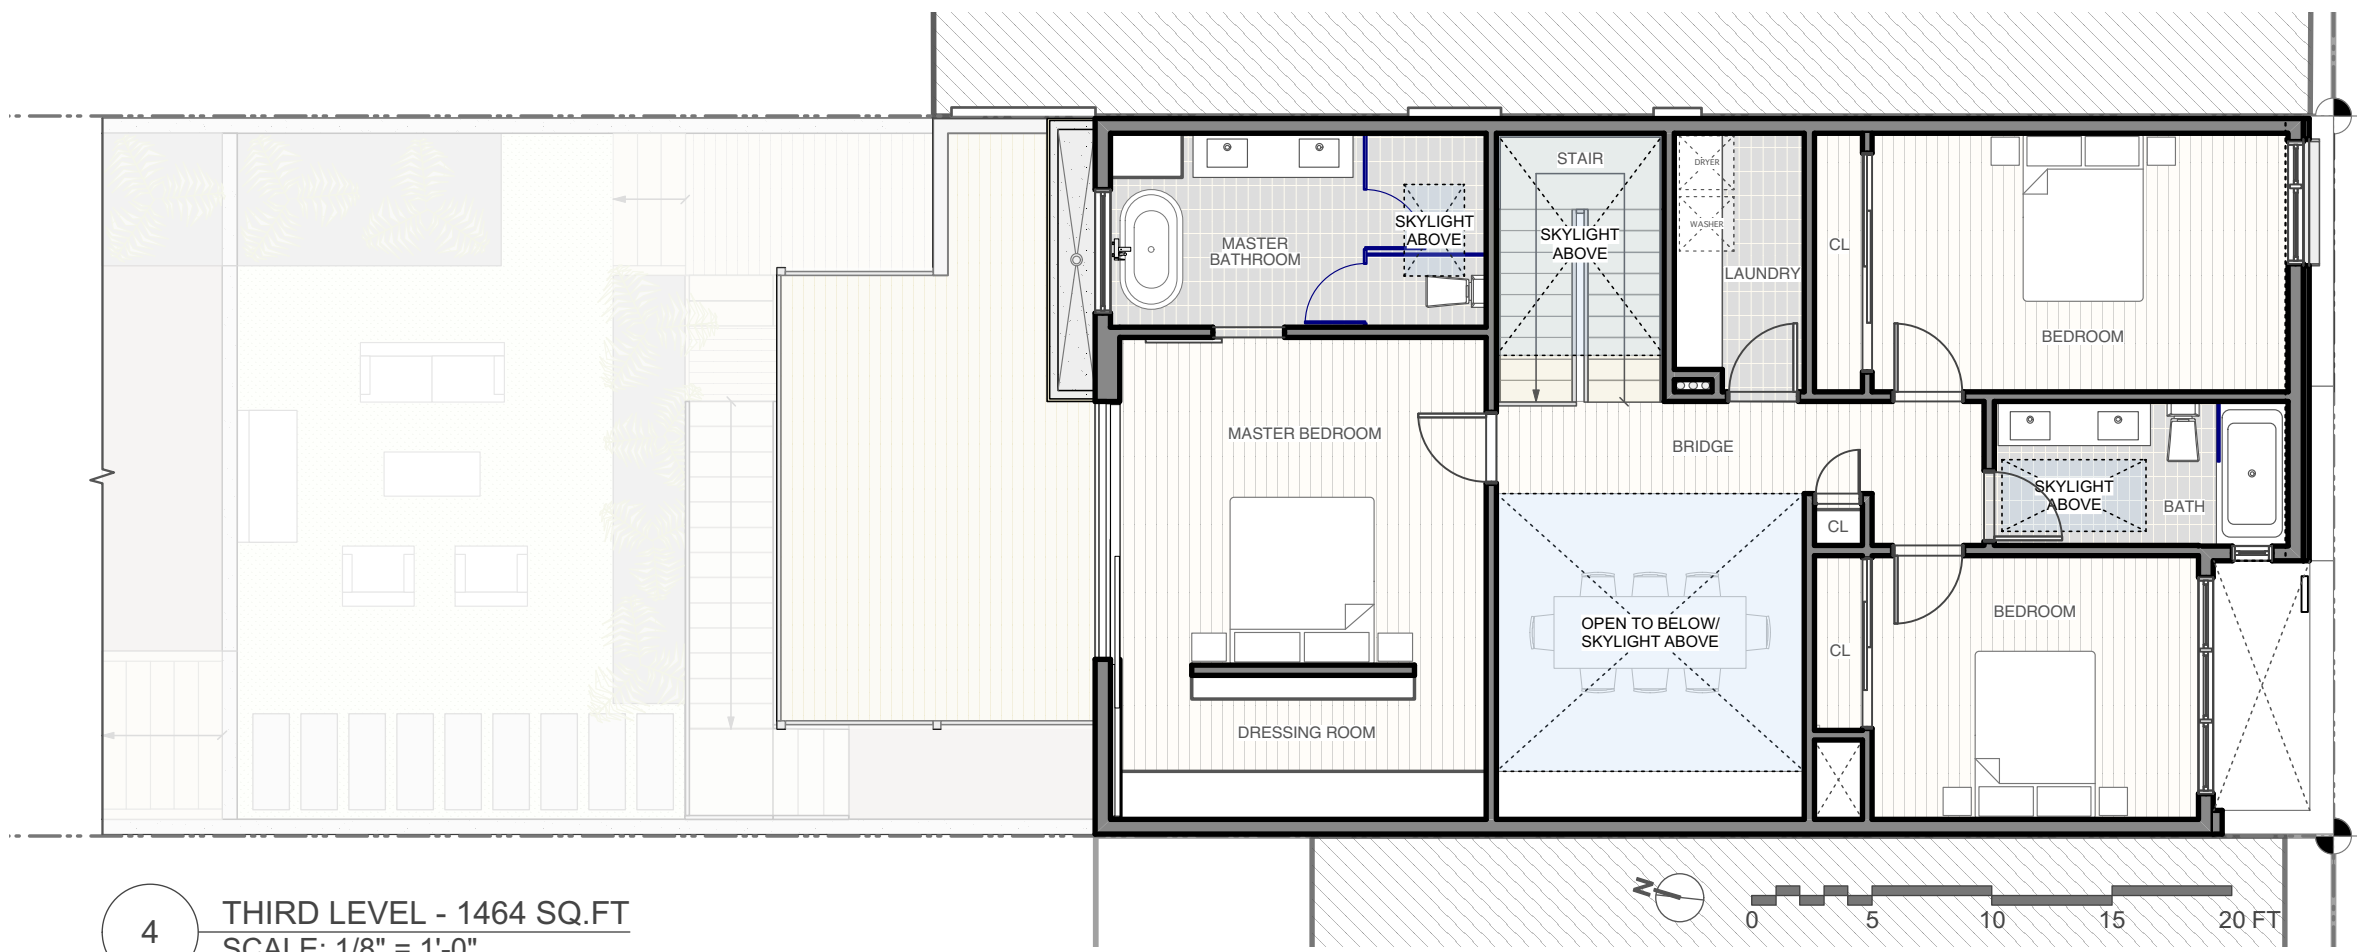 STAIR
DRYER
WASHER
SKYLIGHT
ABOVE
SKYLIGHT
ABOVE
MASTER
BATHROOM
CL
LAUNDRY
BEDROOM
MASTER BEDROOM
BRIDGE
SKYLIGHT
ABOVE
BATH
CL
BEDROOM
OPEN TO BELOW/
SKYLIGHT ABOVE
CL
DRESSING ROOM
N
4
THIRD LEVEL - 1464 SQ.FT
SCALE: 1/8" = 1'-0"
0 5 10 15 20 FT